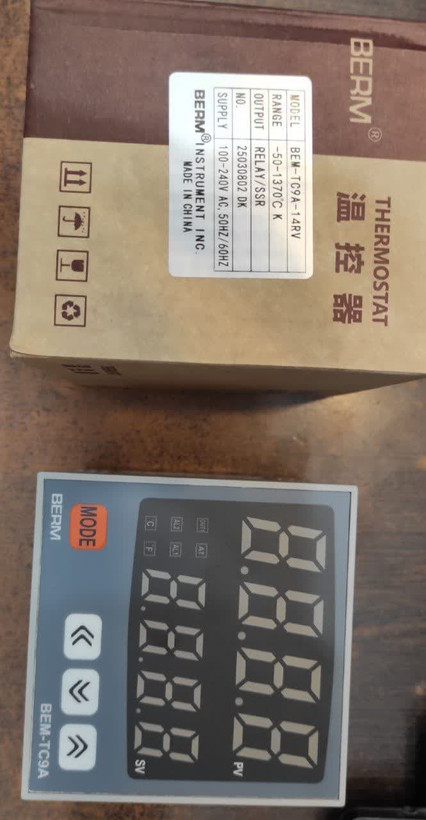 BERM®
THERMOSTAT
温控器
MODEL BEM-TC9A-14RV
RANGE -50-1370℃ K
OUTPUT RELAY/SSR
NO. 25030802 DK
SUPPLY 100-240V AC, 50HZ/60HZ
BERM® INSTRUMENT INC.
MADE IN CHINA
PV
SV
OUT AT
AL2 AL1
C F
MODE
BERM
BEM-TC9A